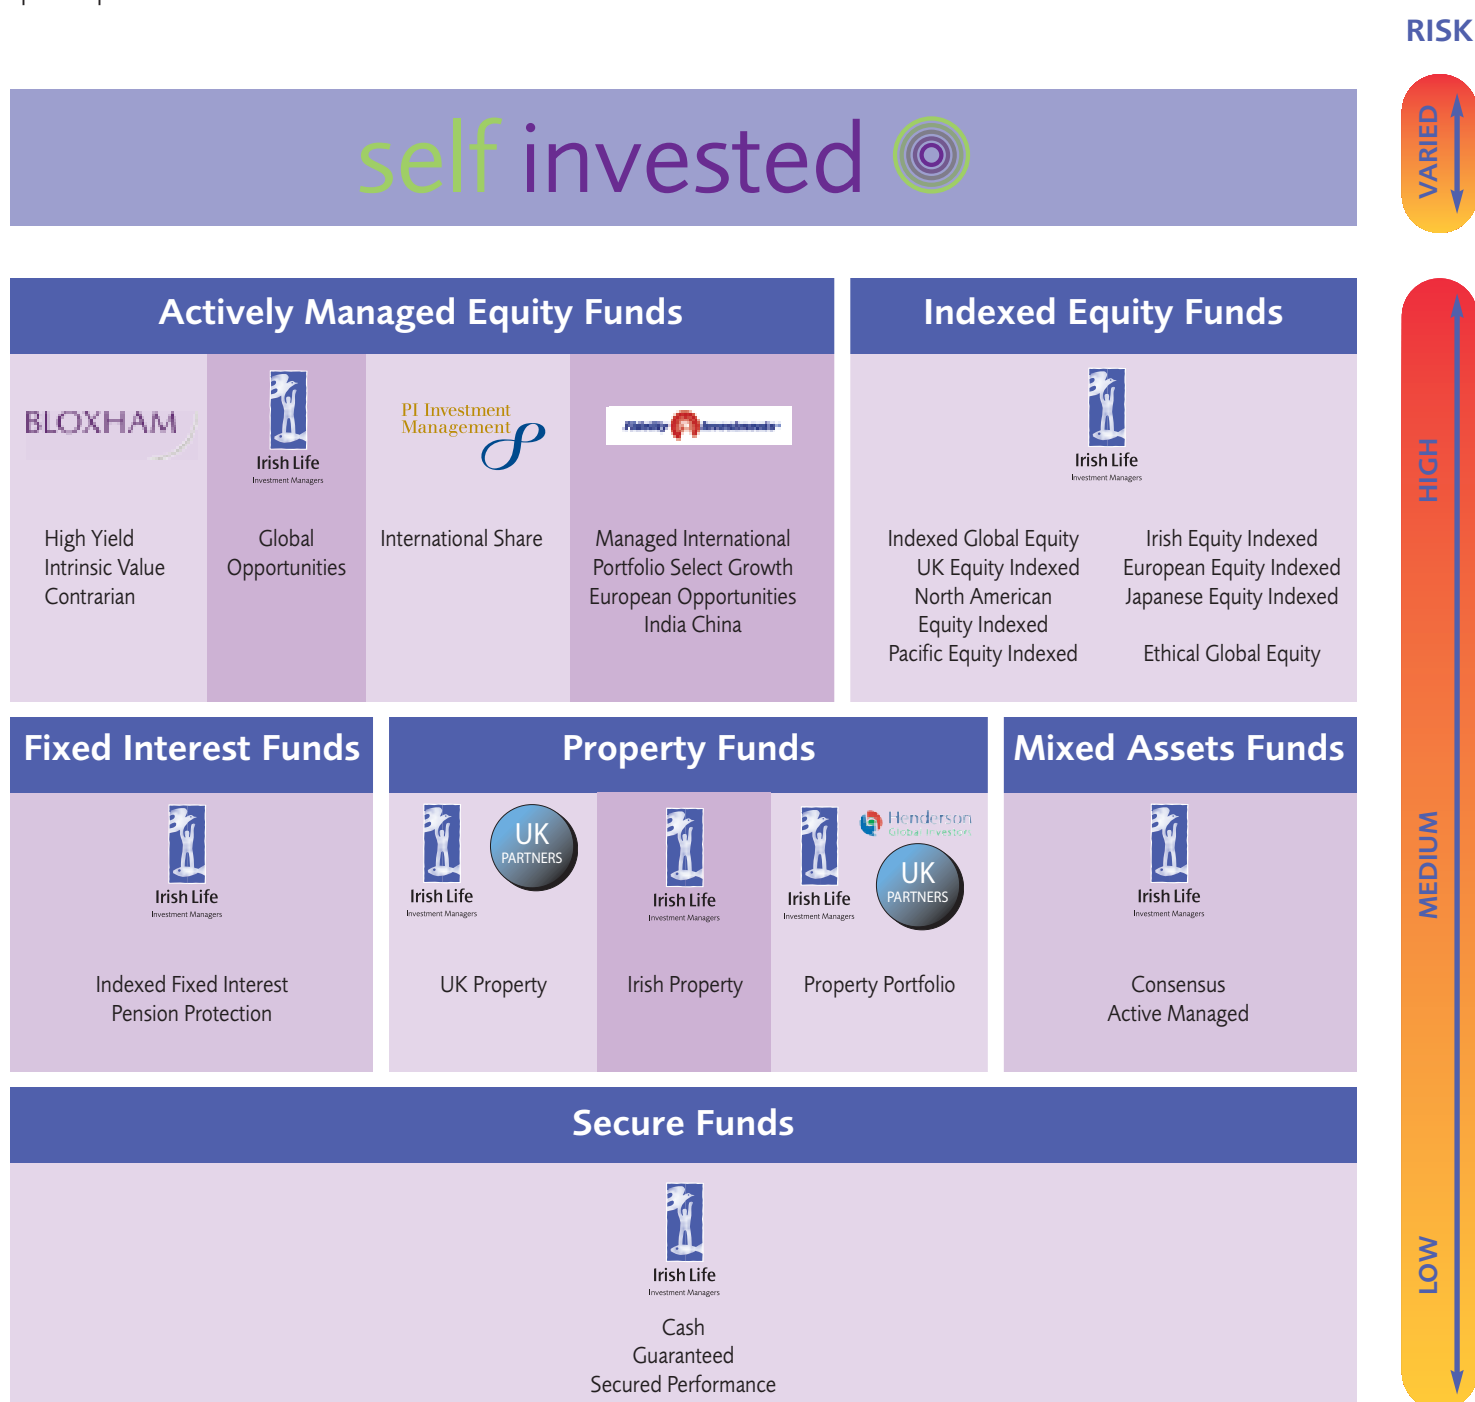 RISK
self invested
VARIED
Actively Managed Equity Funds
BLOXHAM
High Yield
Intrinsic Value
Contrarian
Irish Life
Investment Managers
Global
Opportunities
PI Investment
Management
International Share
Fidelity Investments
Managed International
Portfolio Select Growth
European Opportunities
India China
Indexed Equity Funds
Irish Life
Investment Managers
Indexed Global Equity
UK Equity Indexed
North American
Equity Indexed
Pacific Equity Indexed
Irish Equity Indexed
European Equity Indexed
Japanese Equity Indexed
Ethical Global Equity
HIGH
Fixed Interest Funds
Irish Life
Investment Managers
Indexed Fixed Interest
Pension Protection
Property Funds
Irish Life
Investment Managers
UK
PARTNERS
UK Property
Irish Life
Investment Managers
Irish Property
Irish Life
Investment Managers
Henderson
Global Investors
UK
PARTNERS
Property Portfolio
Mixed Assets Funds
Irish Life
Investment Managers
Consensus
Active Managed
MEDIUM
Secure Funds
Irish Life
Investment Managers
Cash
Guaranteed
Secured Performance
LOW